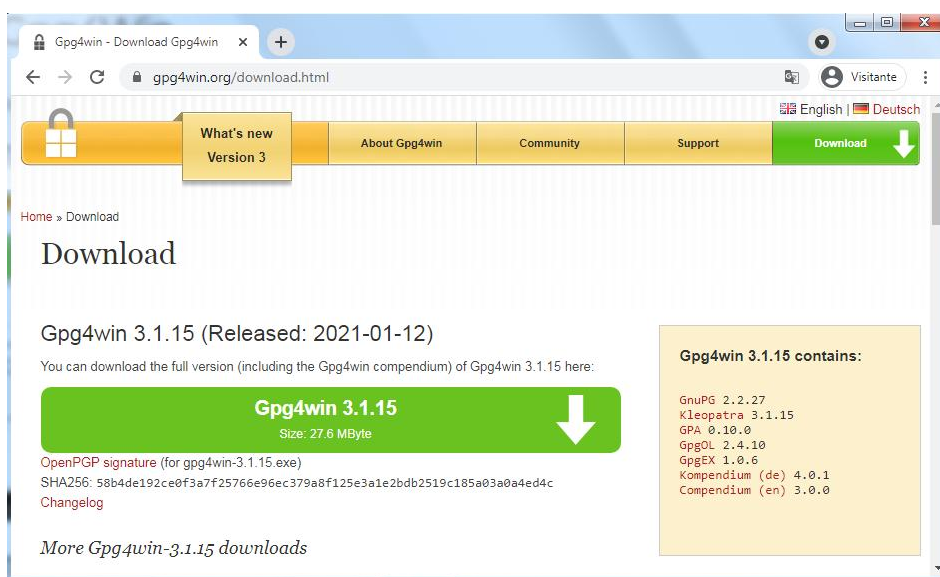 Gpg4win - Download Gpg4win
gpg4win.org/download.html
Visitante
English | Deutsch
What's new
Version 3
About Gpg4win
Community
Support
Download
Home » Download
Download
Gpg4win 3.1.15 (Released: 2021-01-12)
You can download the full version (including the Gpg4win compendium) of Gpg4win 3.1.15 here:
Gpg4win 3.1.15
Size: 27.6 MByte
OpenPGP signature (for gpg4win-3.1.15.exe)
SHA256: 58b4de192ce0f3a7f25766e96ec379a8f125e3a1e2bdb2519c185a03a0a4ed4c
Changelog
More Gpg4win-3.1.15 downloads
Gpg4win 3.1.15 contains:
GnuPG 2.2.27
Kleopatra 3.1.15
GPA 0.10.0
GpgOL 2.4.10
GpgEX 1.0.6
Kompendium (de) 4.0.1
Compendium (en) 3.0.0